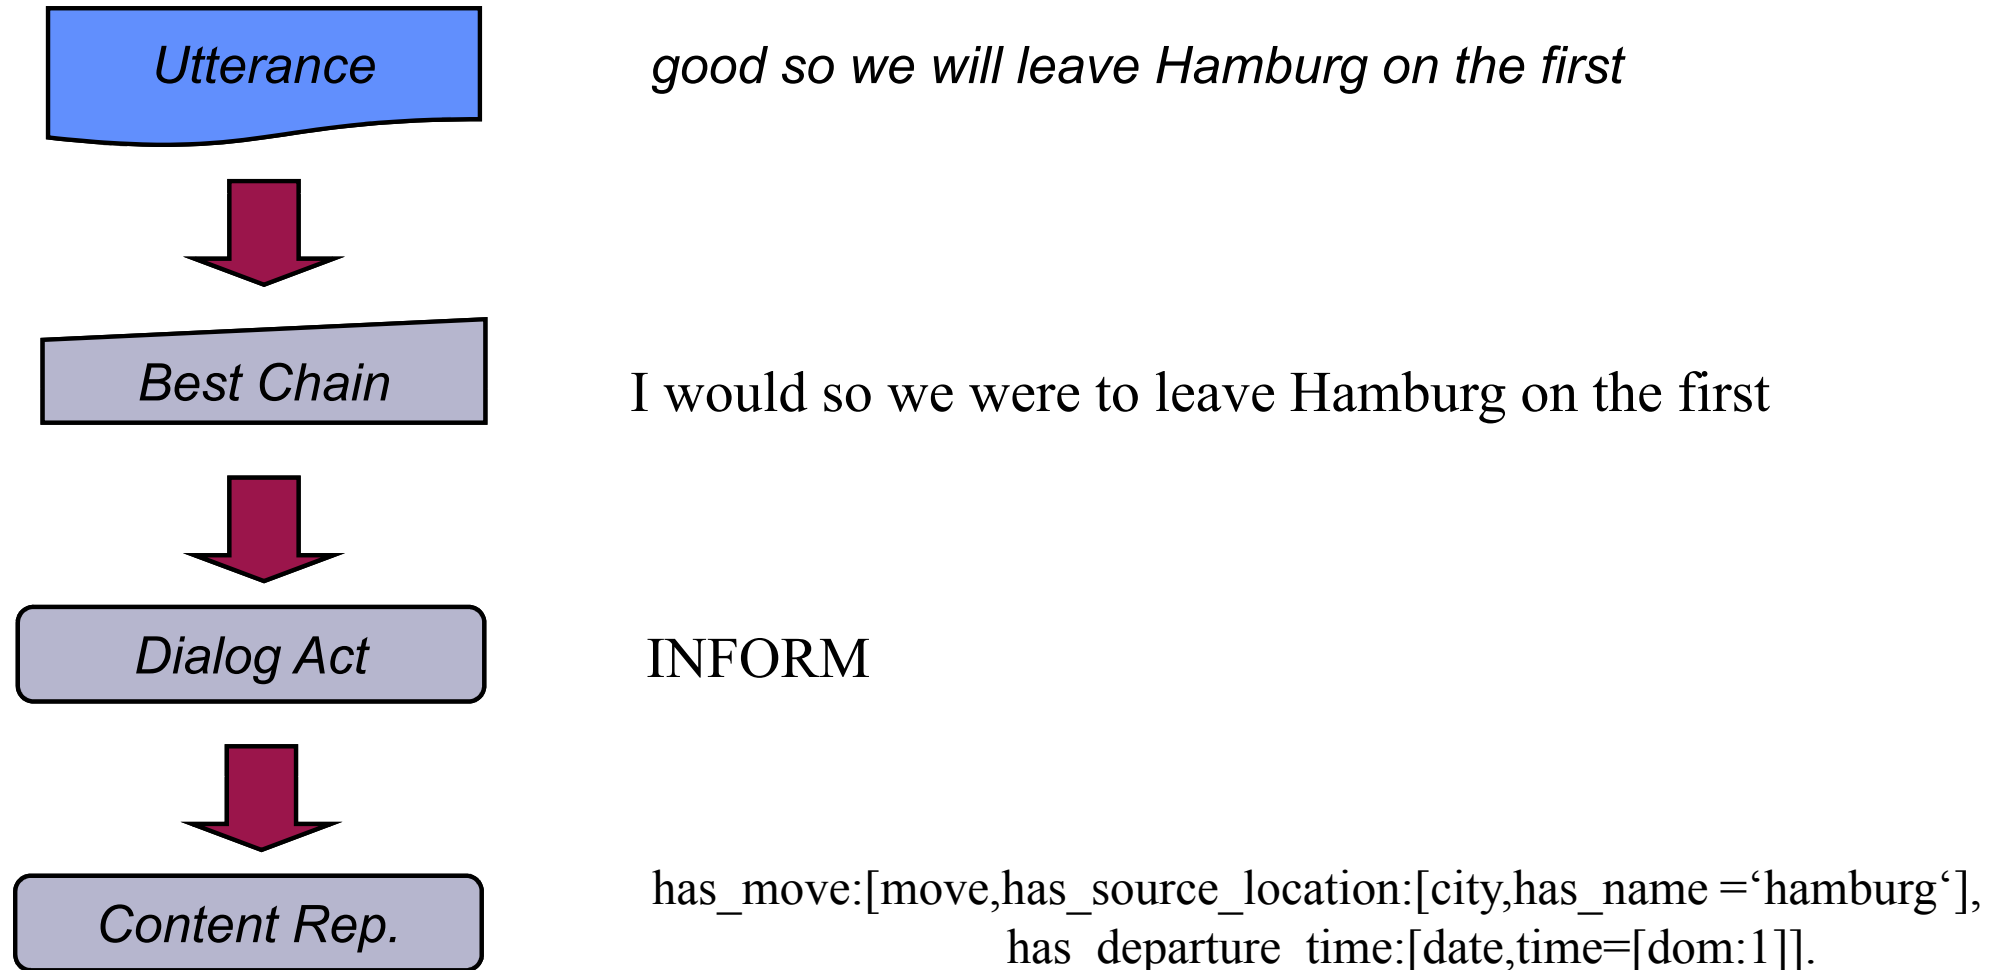 Utterance
good so we will leave Hamburg on the first
Best Chain
I would so we were to leave Hamburg on the first
Dialog Act
INFORM
Content Rep.
has_move:[move,has_source_location:[city,has_name =‘hamburg‘],
has_departure_time:[date,time=[dom:1]].